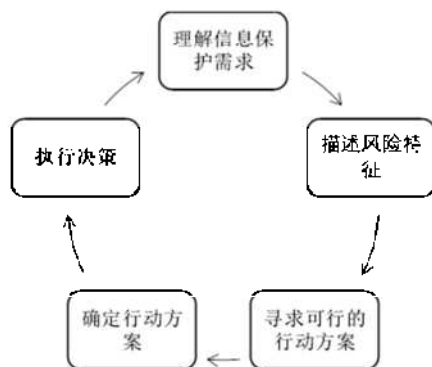 理解信息保
护需求
描述风险特
征
寻求可行的
行动方案
确定行动方
案
执行决策